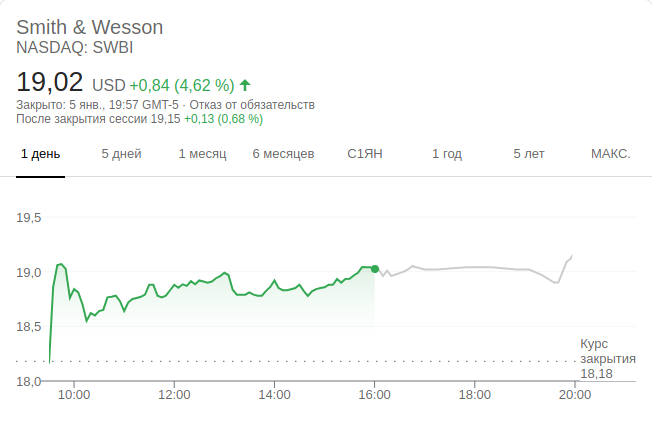 Smith & Wesson
NASDAQ: SWBI
19,02 USD +0,84 (4,62 %) ↑
Закрыто: 5 янв., 19:57 GMT-5 · Отказ от обязательств
После закрытия сессии 19,15 +0,13 (0,68 %)
1 день 5 дней 1 месяц 6 месяцев С1ЯН 1 год 5 лет МАКС.
19,5
19,0
18,5
Курс
закрытия
18,18
18,0
10:00 12:00 14:00 16:00 18:00 20:00